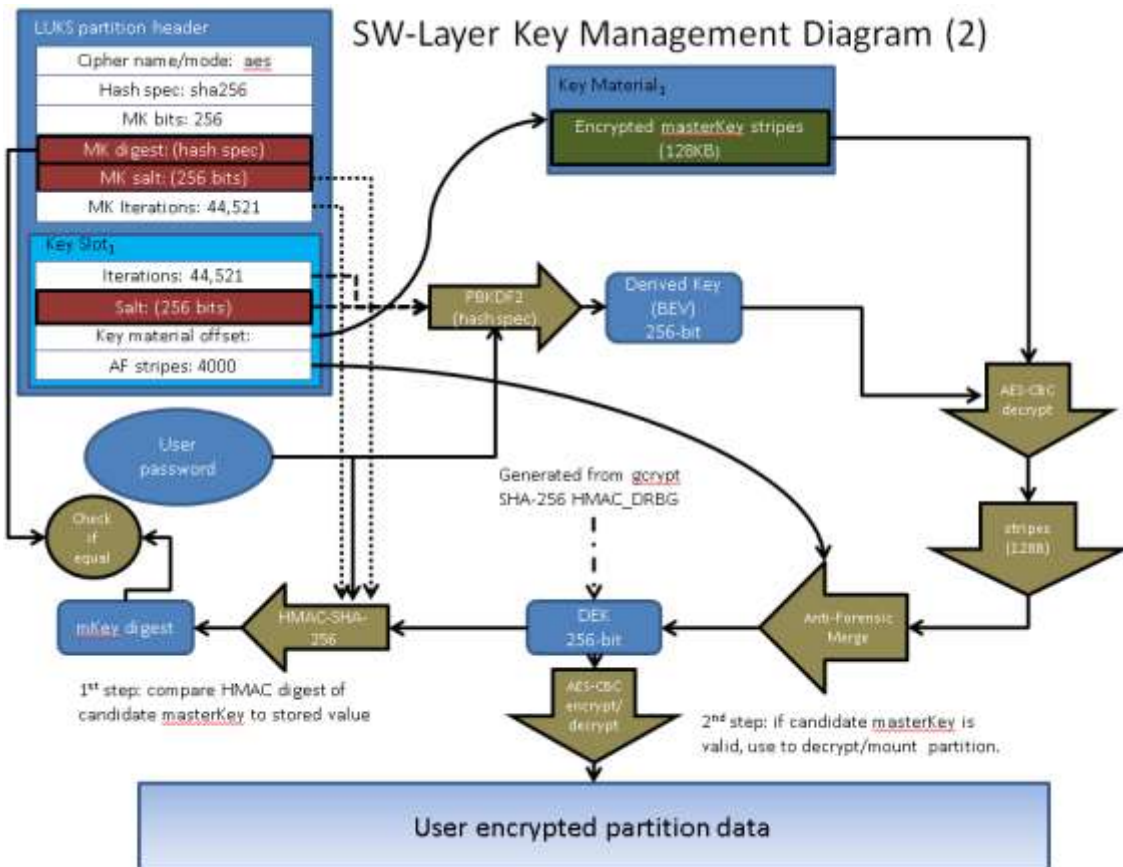 SW-Layer Key Management Diagram (2)
LUKS partition header
Cipher name/mode: aes
Hash spec: sha256
MK bits: 256
MK digest: (hash spec)
MK salt: (256 bits)
MK Iterations: 44,521
Key Slot₁
Iterations: 44,521
Salt: (256 bits)
Key material offset:
AF stripes: 4000
Key Material₁
Encrypted masterKey stripes
(128KB)
PBKDF2
(hash spec)
Derived Key
(BEV)
256-bit
AES-CBC
decrypt
User
password
Generated from gcrypt
SHA-256 HMAC_DRBG
stripes
(128B)
Check
if
equal
mKey digest
HMAC-SHA-
256
DEK
256-bit
Anti-Forensic
Merge
1st step: compare HMAC digest of
candidate masterKey to stored value
AES-CBC
encrypt/
decrypt
2nd step: if candidate masterKey is
valid, use to decrypt/mount partition.
User encrypted partition data